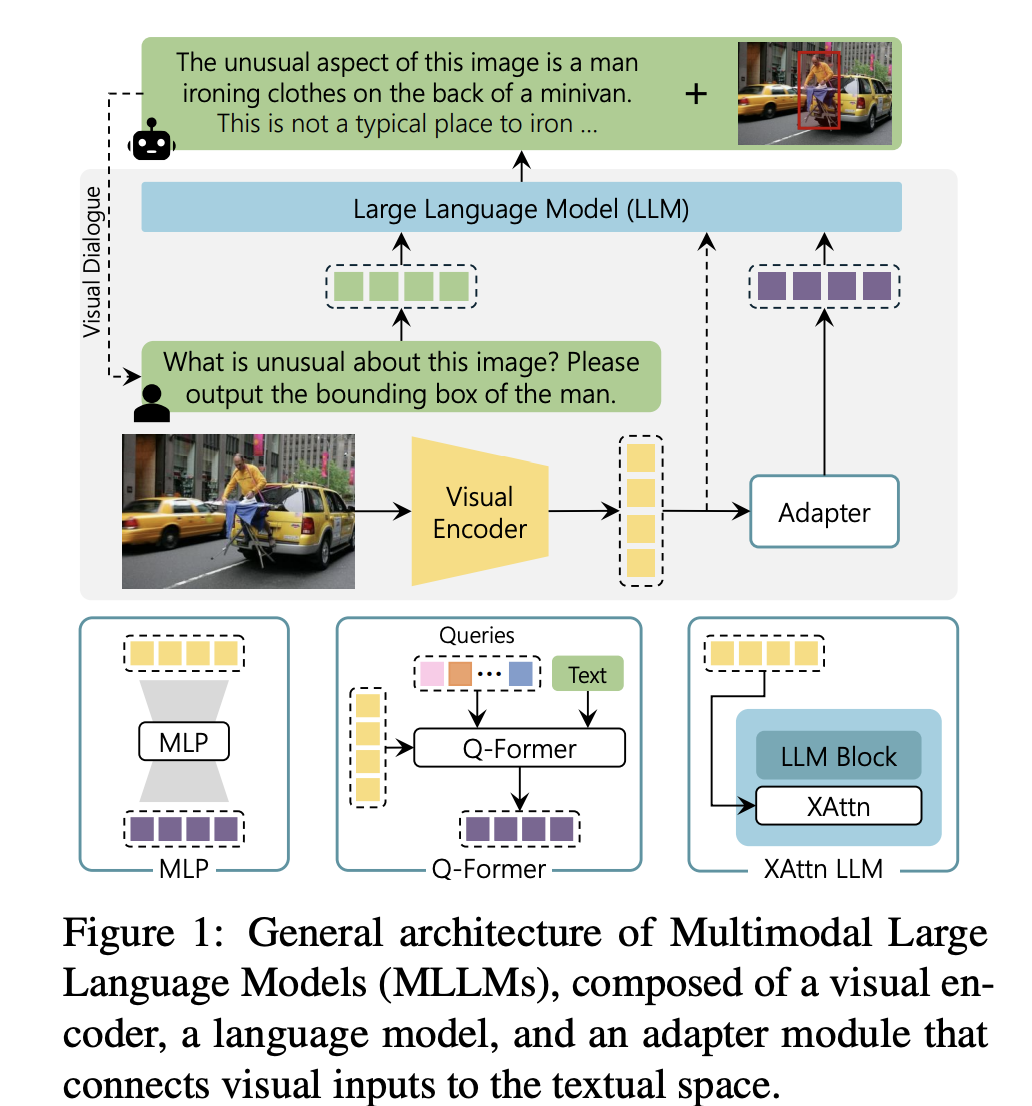 The unusual aspect of this image is a man
ironing clothes on the back of a minivan.
This is not a typical place to iron ...
+
Visual Dialogue
Large Language Model (LLM)
What is unusual about this image? Please
output the bounding box of the man.
Visual
Encoder
Adapter
MLP
MLP
Queries
Text
...
Q-Former
Q-Former
LLM Block
XAttn
XAttn LLM
Figure 1: General architecture of Multimodal Large
Language Models (MLLMs), composed of a visual en-
coder, a language model, and an adapter module that
connects visual inputs to the textual space.